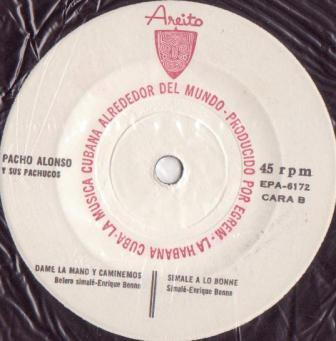 Areito
LA MUSICA CUBANA ALREDEDOR DEL MUNDO - PRODUCIDO POR EGREM - LA HABANA CUBA -
PACHO ALONSO
Y SUS PACHUCOS
45 rpm
EPA-6172
CARA B
DAME LA MANO Y CAMINEMOS
Bolero simalé-Enrique Bonne
SIMALE A LO BONNE
Simalé-Enrique Bonne